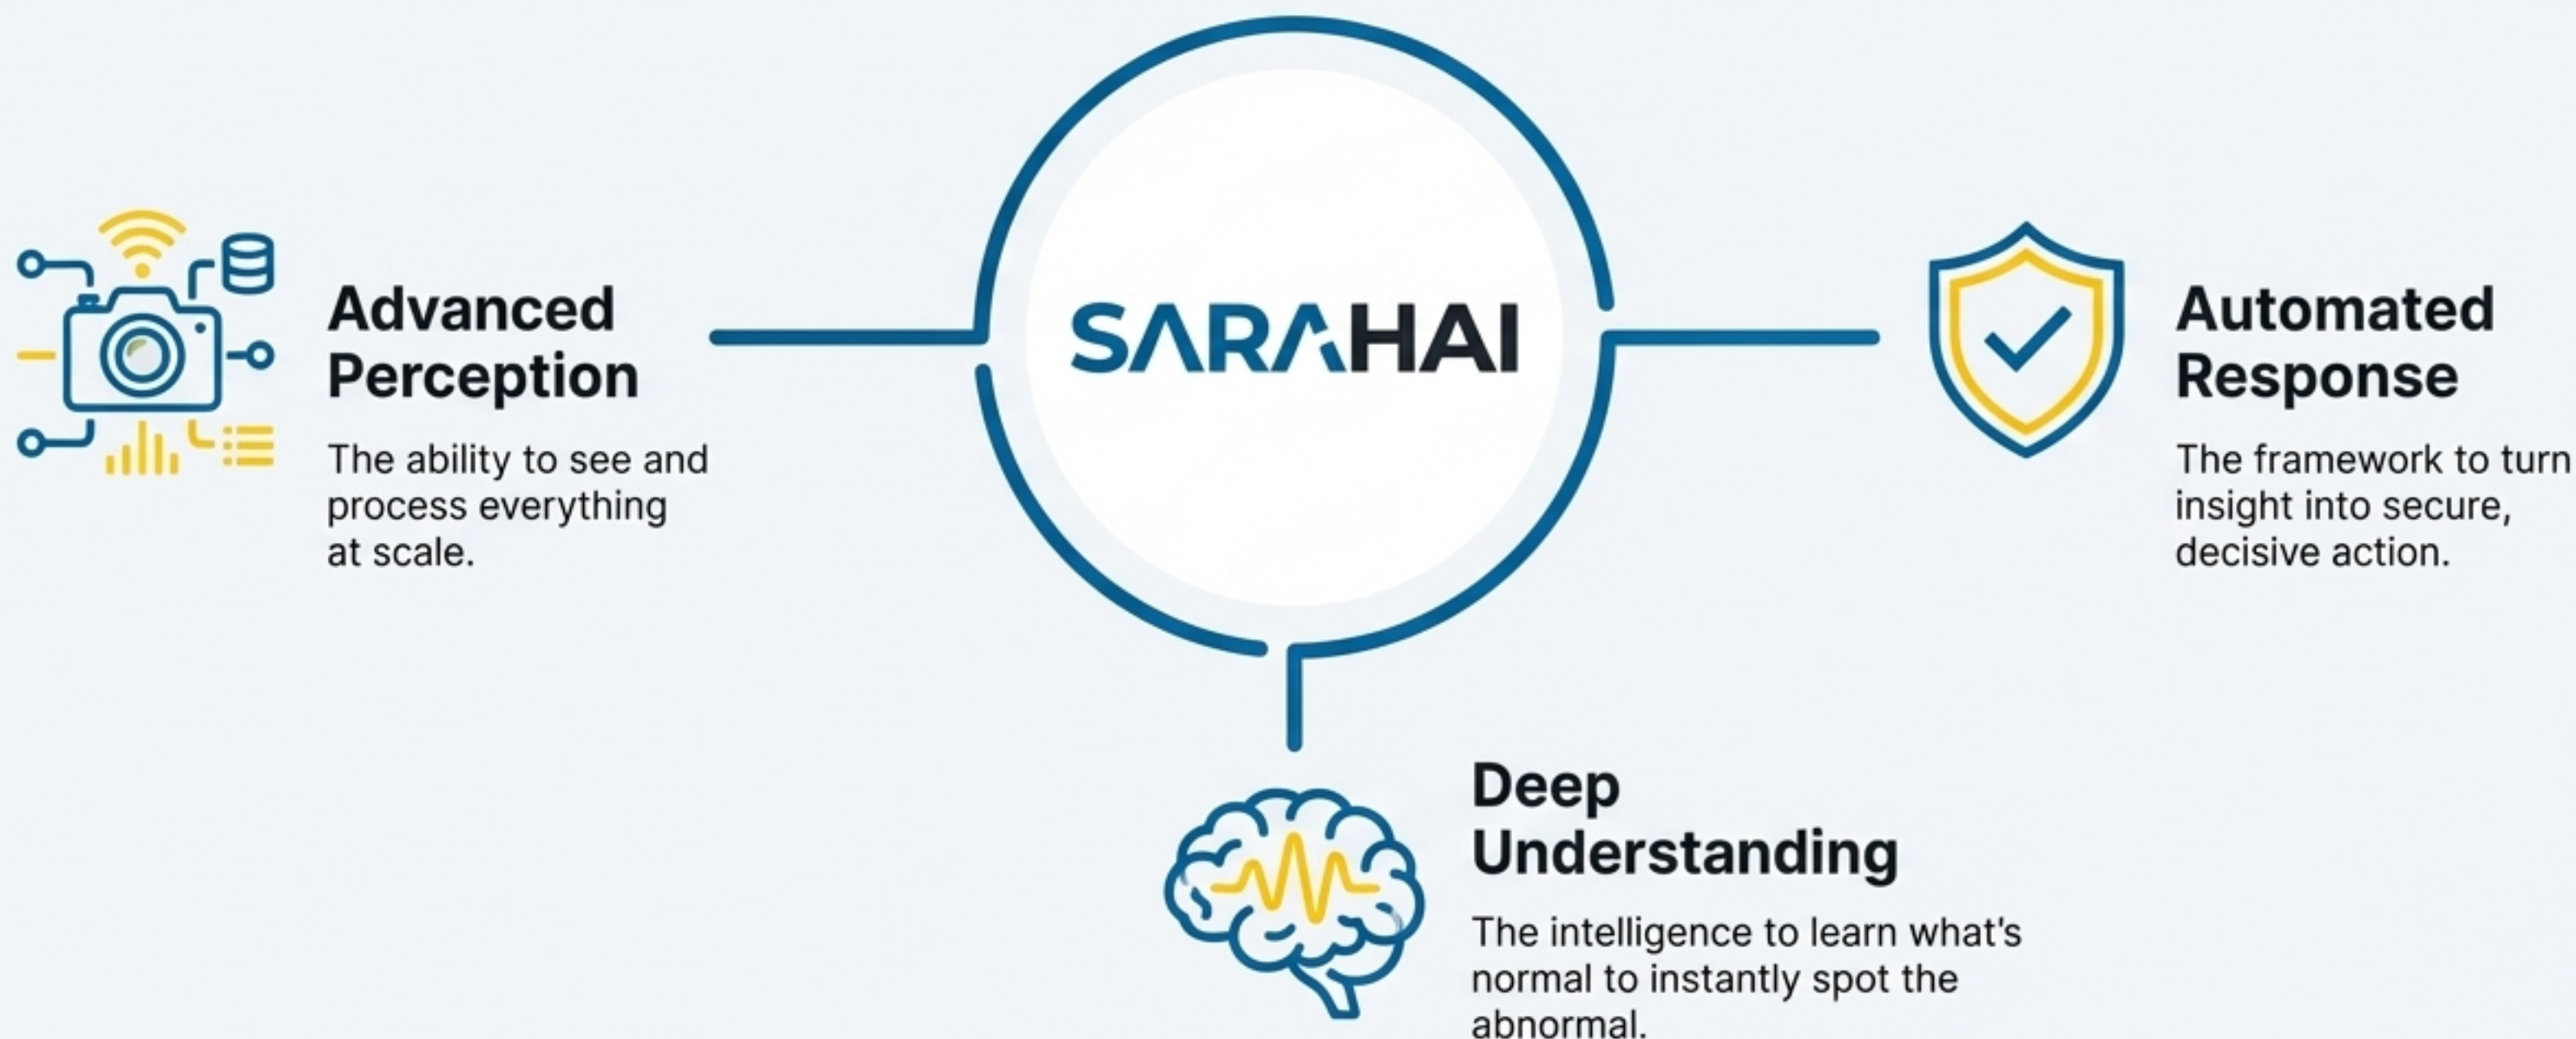 SARAHAI
Advanced
Perception
The ability to see and
process everything
at scale.
Automated
Response
The framework to turn
insight into secure,
decisive action.
Deep
Understanding
The intelligence to learn what's
normal to instantly spot the
abnormal.